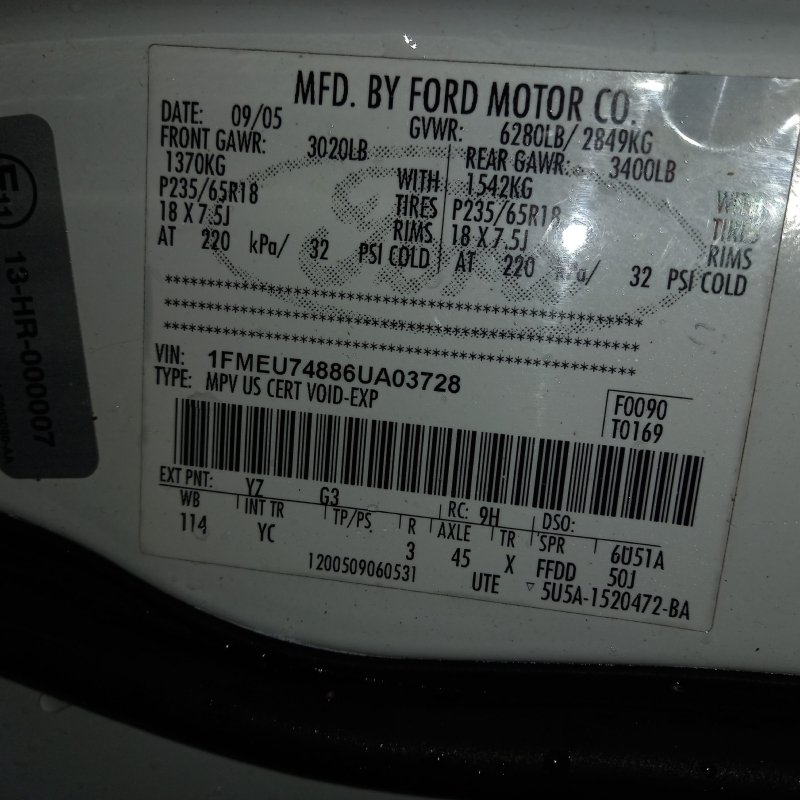 MFD. BY FORD MOTOR CO.
DATE: 09/05 GVWR: 6280LB/ 2849KG
FRONT GAWR: 3020LB REAR GAWR: 3400LB
1370KG WITH 1542KG WITH
P235/65R18 TIRES P235/65R18 TIRES
18 X 7.5J RIMS 18 X 7.5J RIMS
AT 220 kPa/ 32 PSI COLD AT 220 kPa/ 32 PSI COLD
VIN: 1FMEU74886UA03728
TYPE: MPV US CERT VOID-EXP
F0090
T0169
EXT PNT: YZ G3 RC: 9H DSO:
WB INT TR TP/PS R AXLE TR SPR 6U51A
114 YC 3 45 X FFDD 50J
1200509060531 UTE ▽ 5U5A-1520472-BA
E11
13-HR-000007